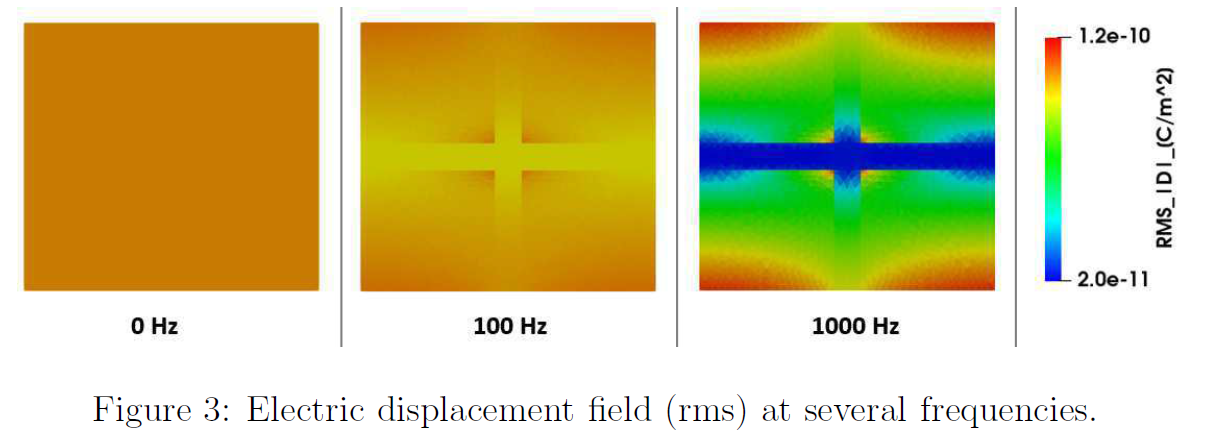 1.2e-10
RMS_|D|_(C/m^2)
2.0e-11
0 Hz
100 Hz
1000 Hz
Figure 3: Electric displacement field (rms) at several frequencies.